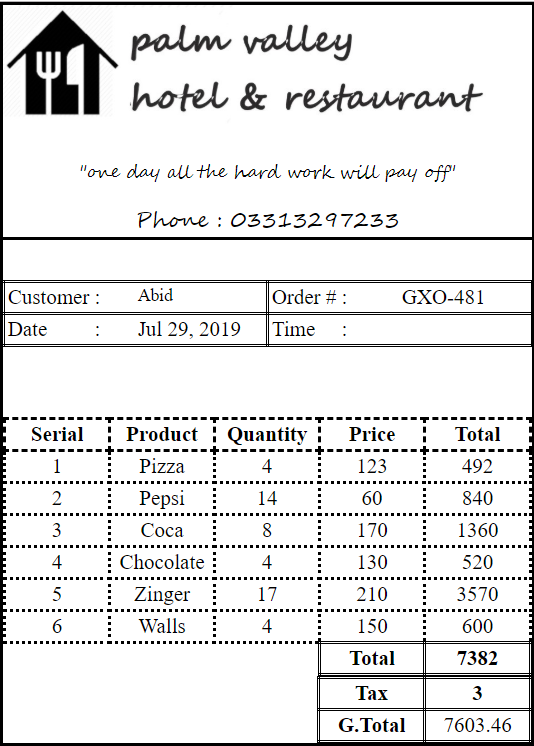 palm valley
hotel & restaurant
"one day all the hard work will pay off"
Phone : 03313297233
Customer : Abid Order # : GXO-481
Date : Jul 29, 2019 Time :
Serial Product Quantity Price Total
1 Pizza 4 123 492
2 Pepsi 14 60 840
3 Coca 8 170 1360
4 Chocolate 4 130 520
5 Zinger 17 210 3570
6 Walls 4 150 600
Total 7382
Tax 3
G.Total 7603.46